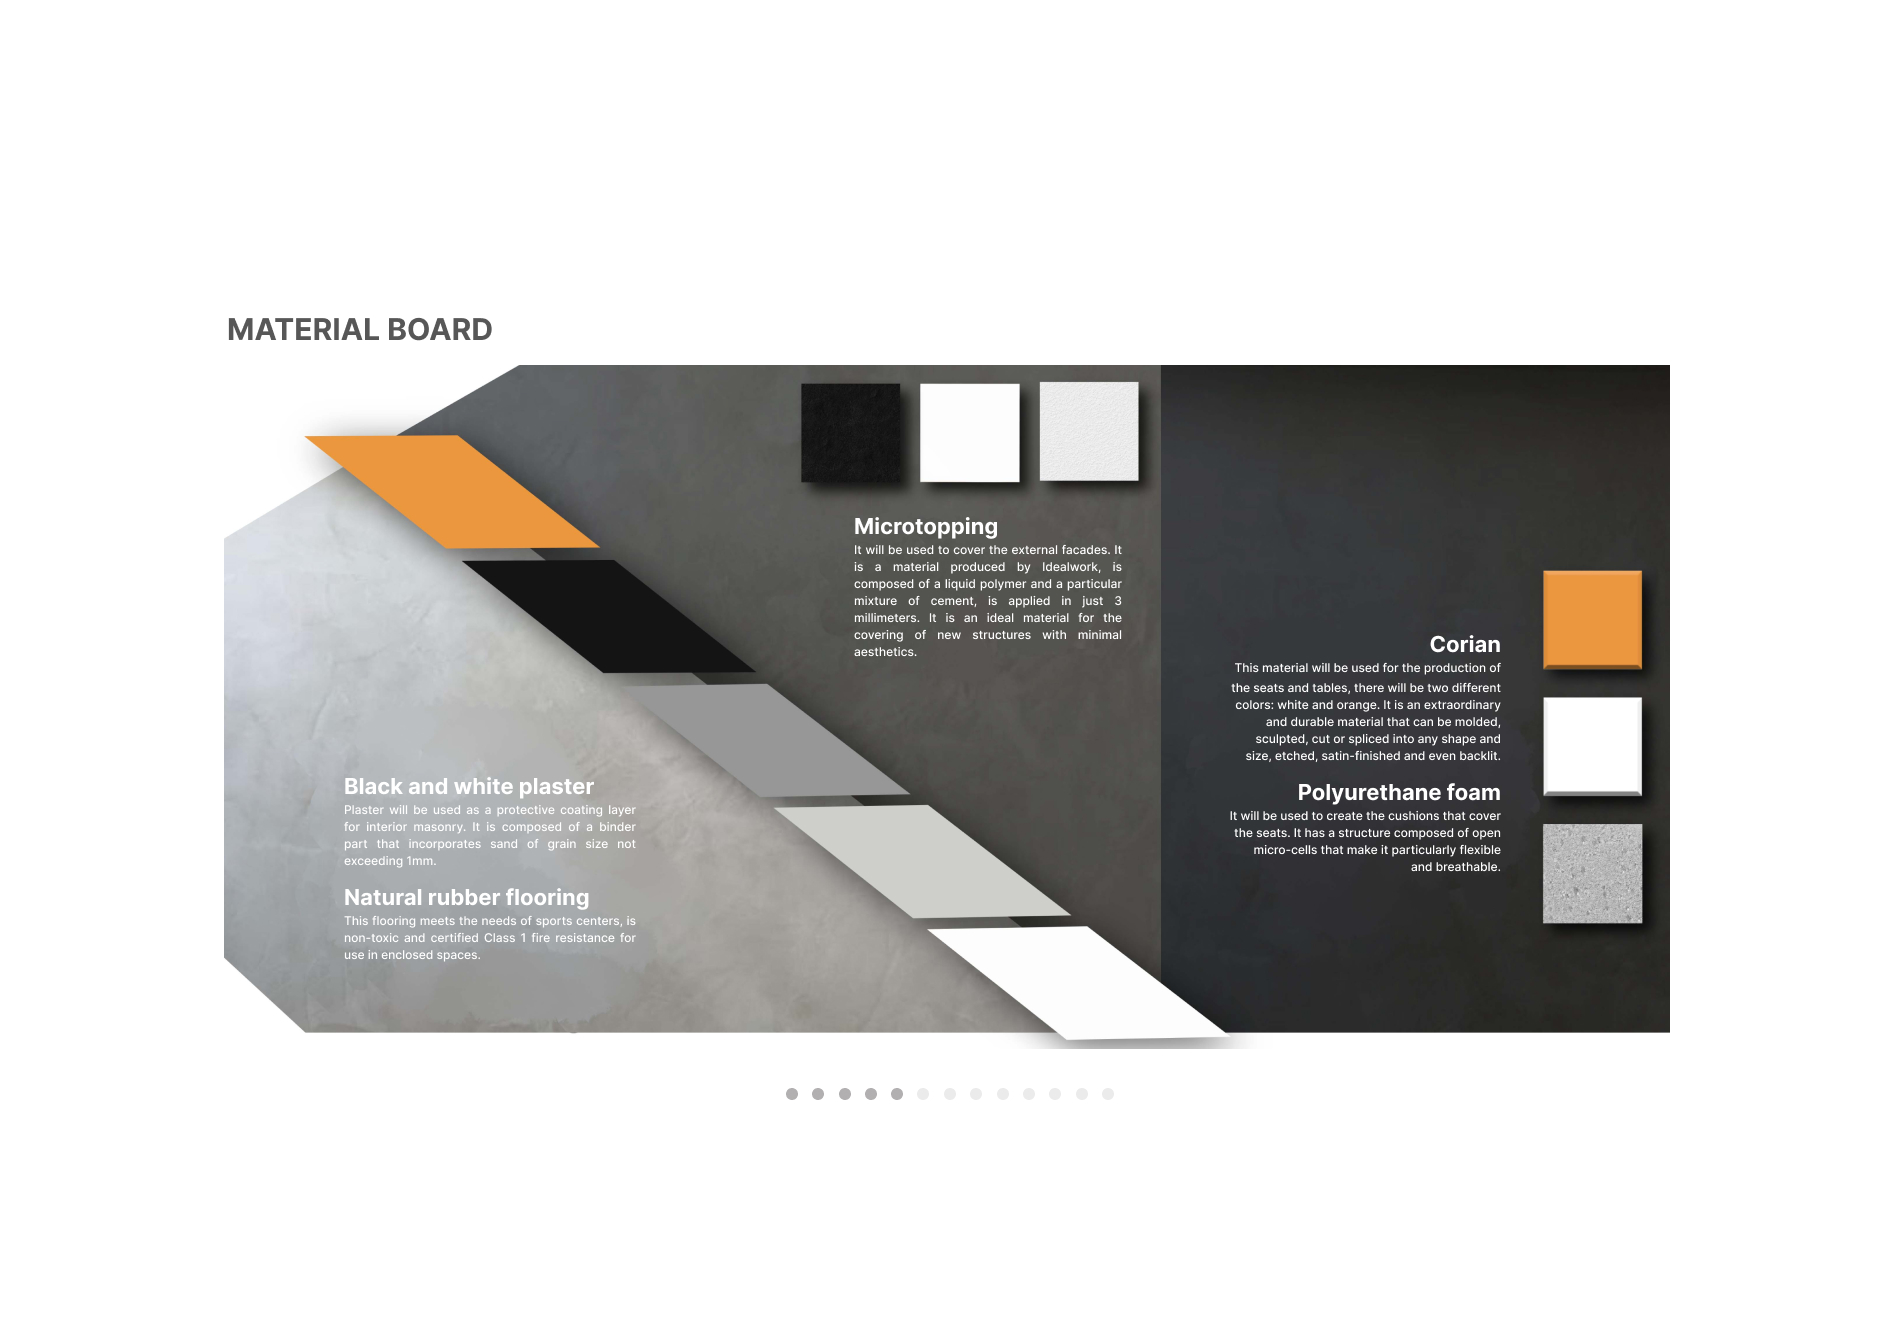 MATERIAL BOARD
Microtopping
It will be used to cover the external facades. It
is a material produced by Idealwork, is
composed of a liquid polymer and a particular
mixture of cement, is applied in just 3
millimeters. It is an ideal material for the
covering of new structures with minimal
aesthetics.
Corian
This material will be used for the production of
the seats and tables, there will be two different
colors: white and orange. It is an extraordinary
and durable material that can be molded,
sculpted, cut or spliced into any shape and
size, etched, satin-finished and even backlit.
Polyurethane foam
It will be used to create the cushions that cover
the seats. It has a structure composed of open
micro-cells that make it particularly flexible
and breathable.
Black and white plaster
Plaster will be used as a protective coating layer
for interior masonry. It is composed of a binder
part that incorporates sand of grain size not
exceeding 1mm.
Natural rubber flooring
This flooring meets the needs of sports centers, is
non-toxic and certified Class 1 fire resistance for
use in enclosed spaces.